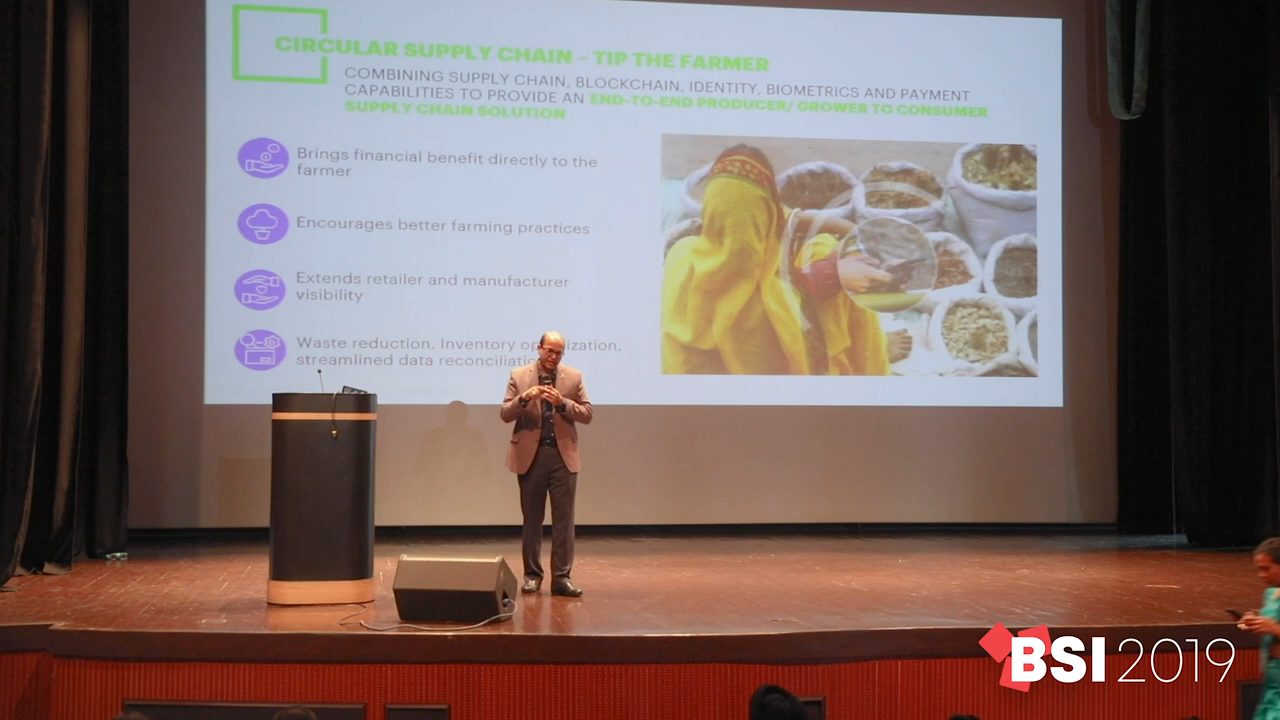 CIRCULAR SUPPLY CHAIN – TIP THE FARMER
COMBINING SUPPLY CHAIN, BLOCKCHAIN, IDENTITY, BIOMETRICS AND PAYMENT
CAPABILITIES TO PROVIDE AN END-TO-END PRODUCER/ GROWER TO CONSUMER
SUPPLY CHAIN SOLUTION
Brings financial benefit directly to the
farmer
Encourages better farming practices
Extends retailer and manufacturer
visibility
Waste reduction, Inventory
streamlined data
BSI 2019